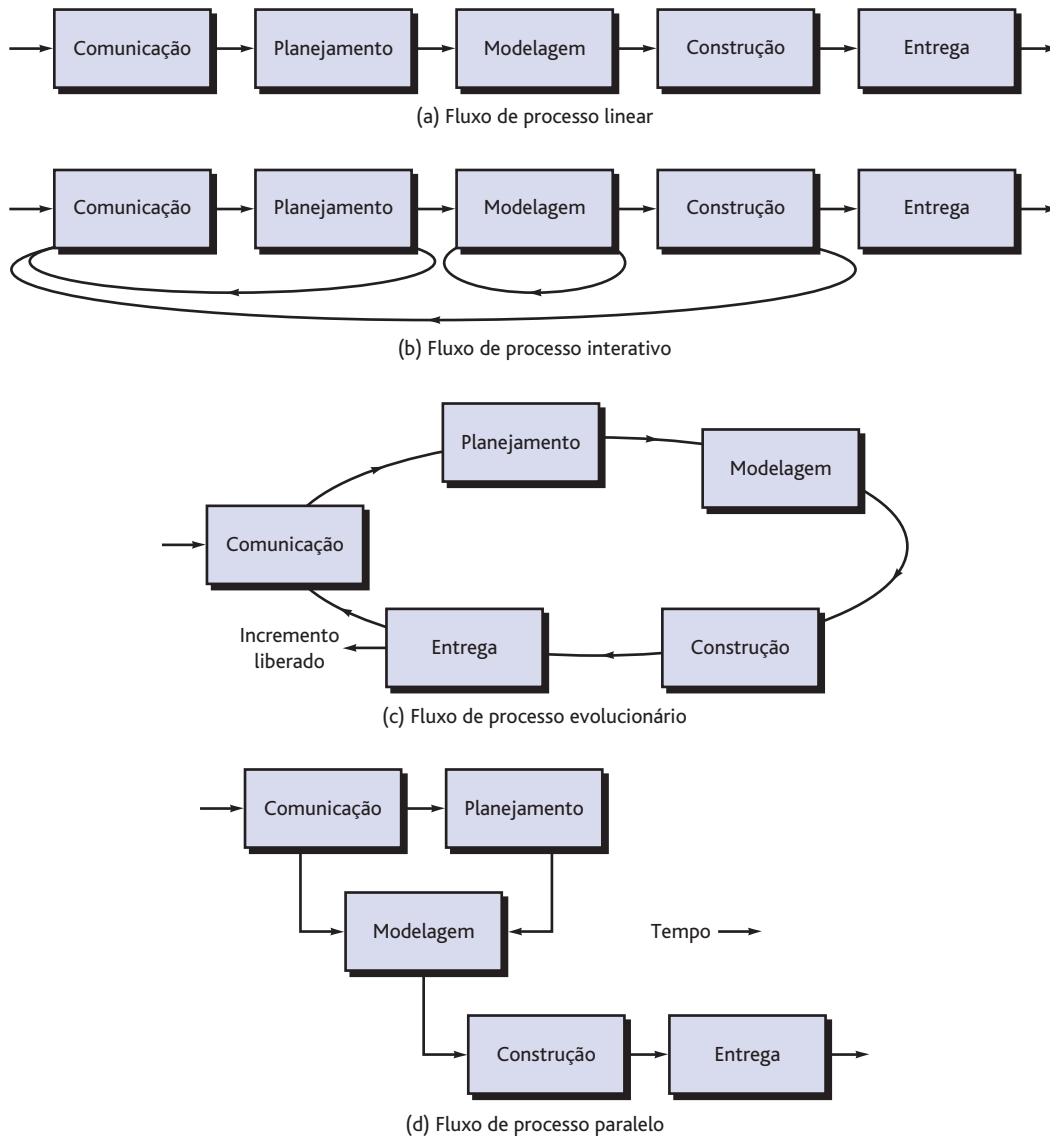 Comunicação Planejamento Modelagem Construção Entrega
(a) Fluxo de processo linear
Comunicação Planejamento Modelagem Construção Entrega
(b) Fluxo de processo interativo
Planejamento
Modelagem
Comunicação
Incremento
liberado
Entrega
Construção
(c) Fluxo de processo evolucionário
Comunicação Planejamento
Modelagem
Tempo
Construção Entrega
(d) Fluxo de processo paralelo